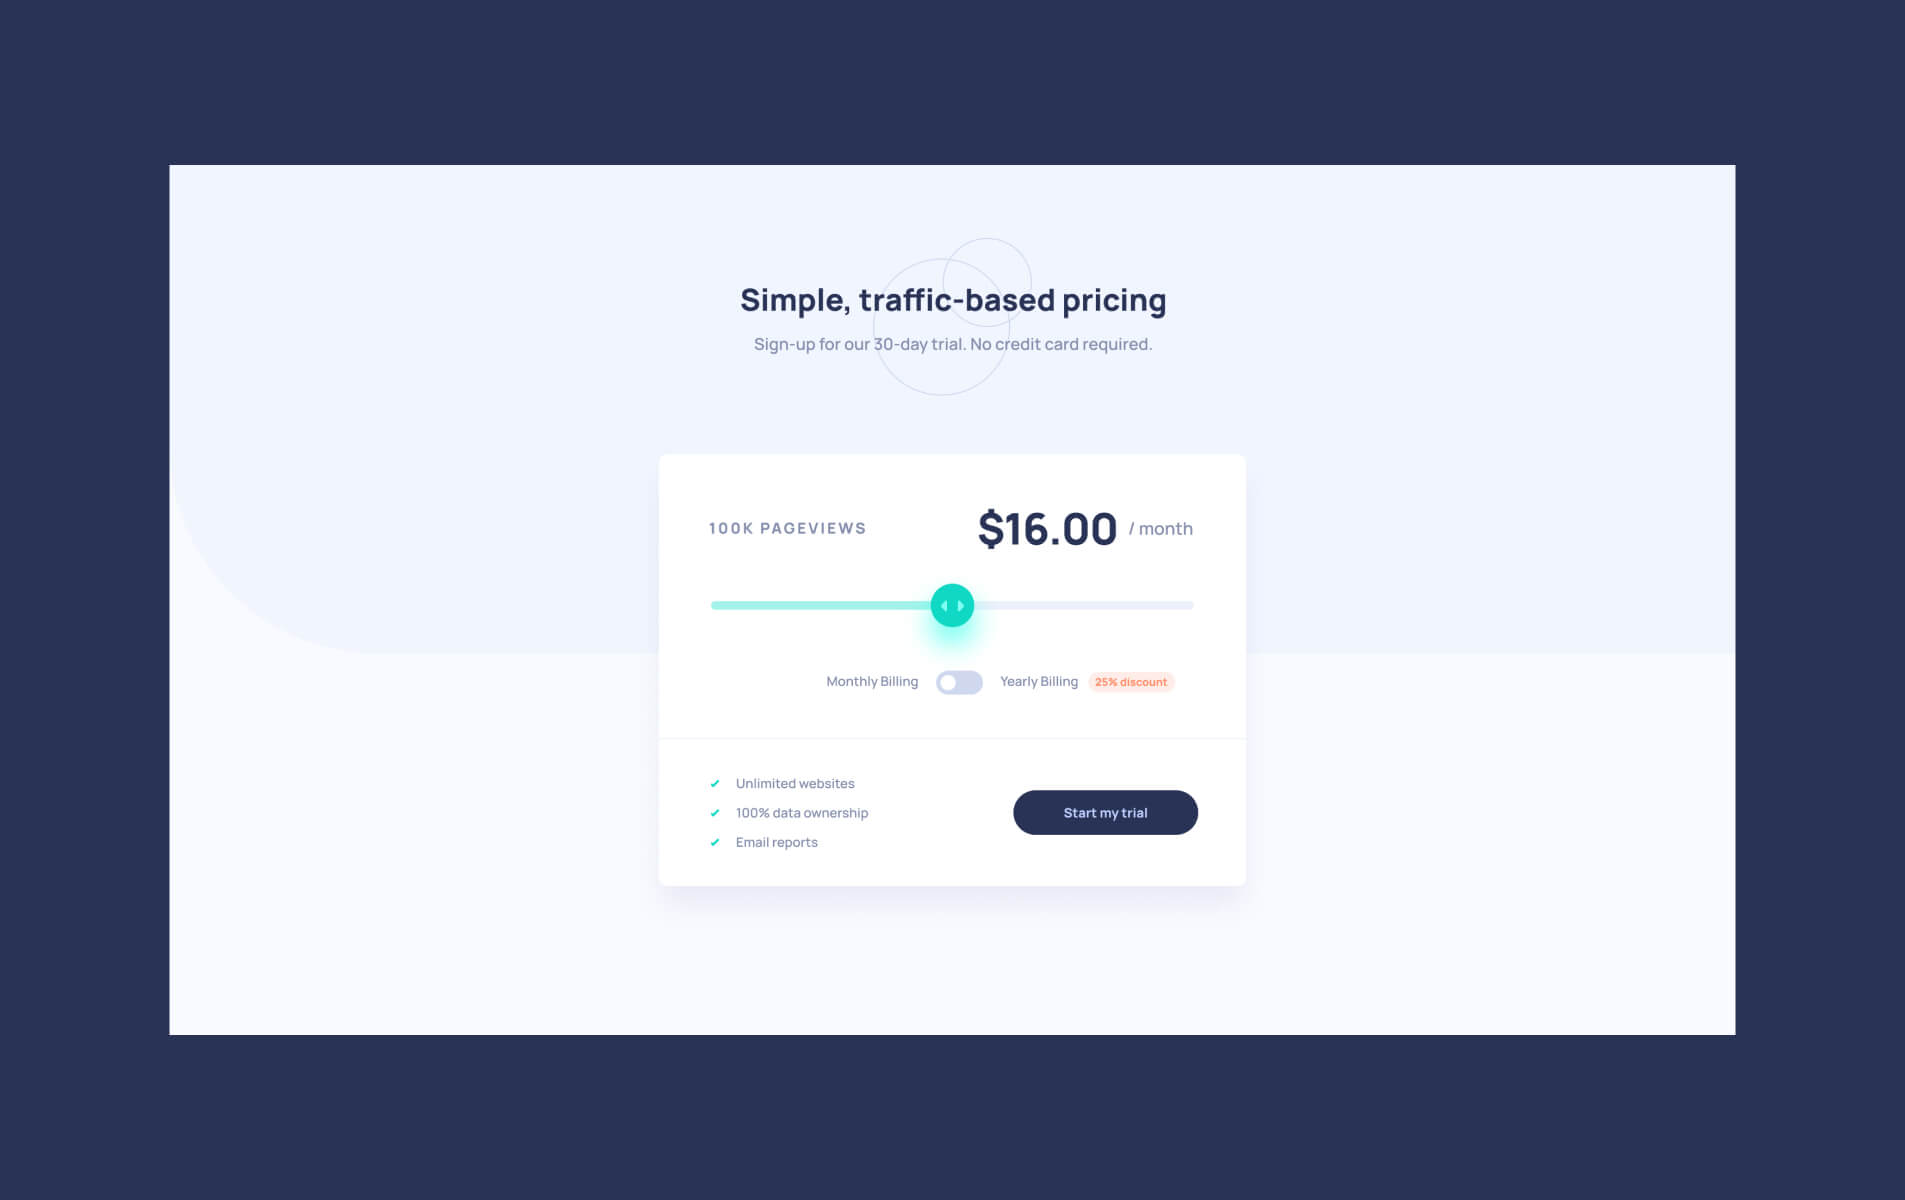 Simple, traffic-based pricing
Sign-up for our 30-day trial. No credit card required.
100K PAGEVIEWS
$16.00 / month
Monthly Billing
Yearly Billing
25% discount
Unlimited websites
100% data ownership
Email reports
Start my trial